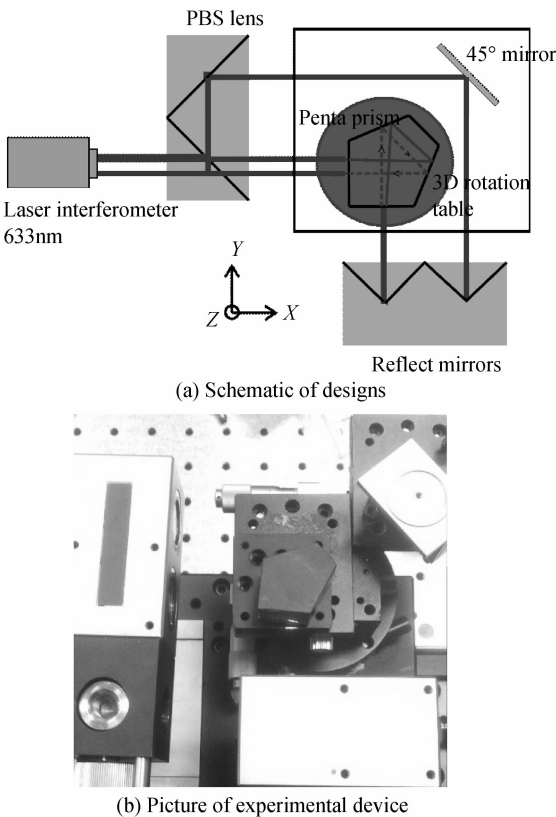 PBS lens
45° mirror
Penta prism
3D rotation
table
Laser interferometer
633nm
Y
Z
X
Reflect mirrors
(a) Schematic of designs
(b) Picture of experimental device